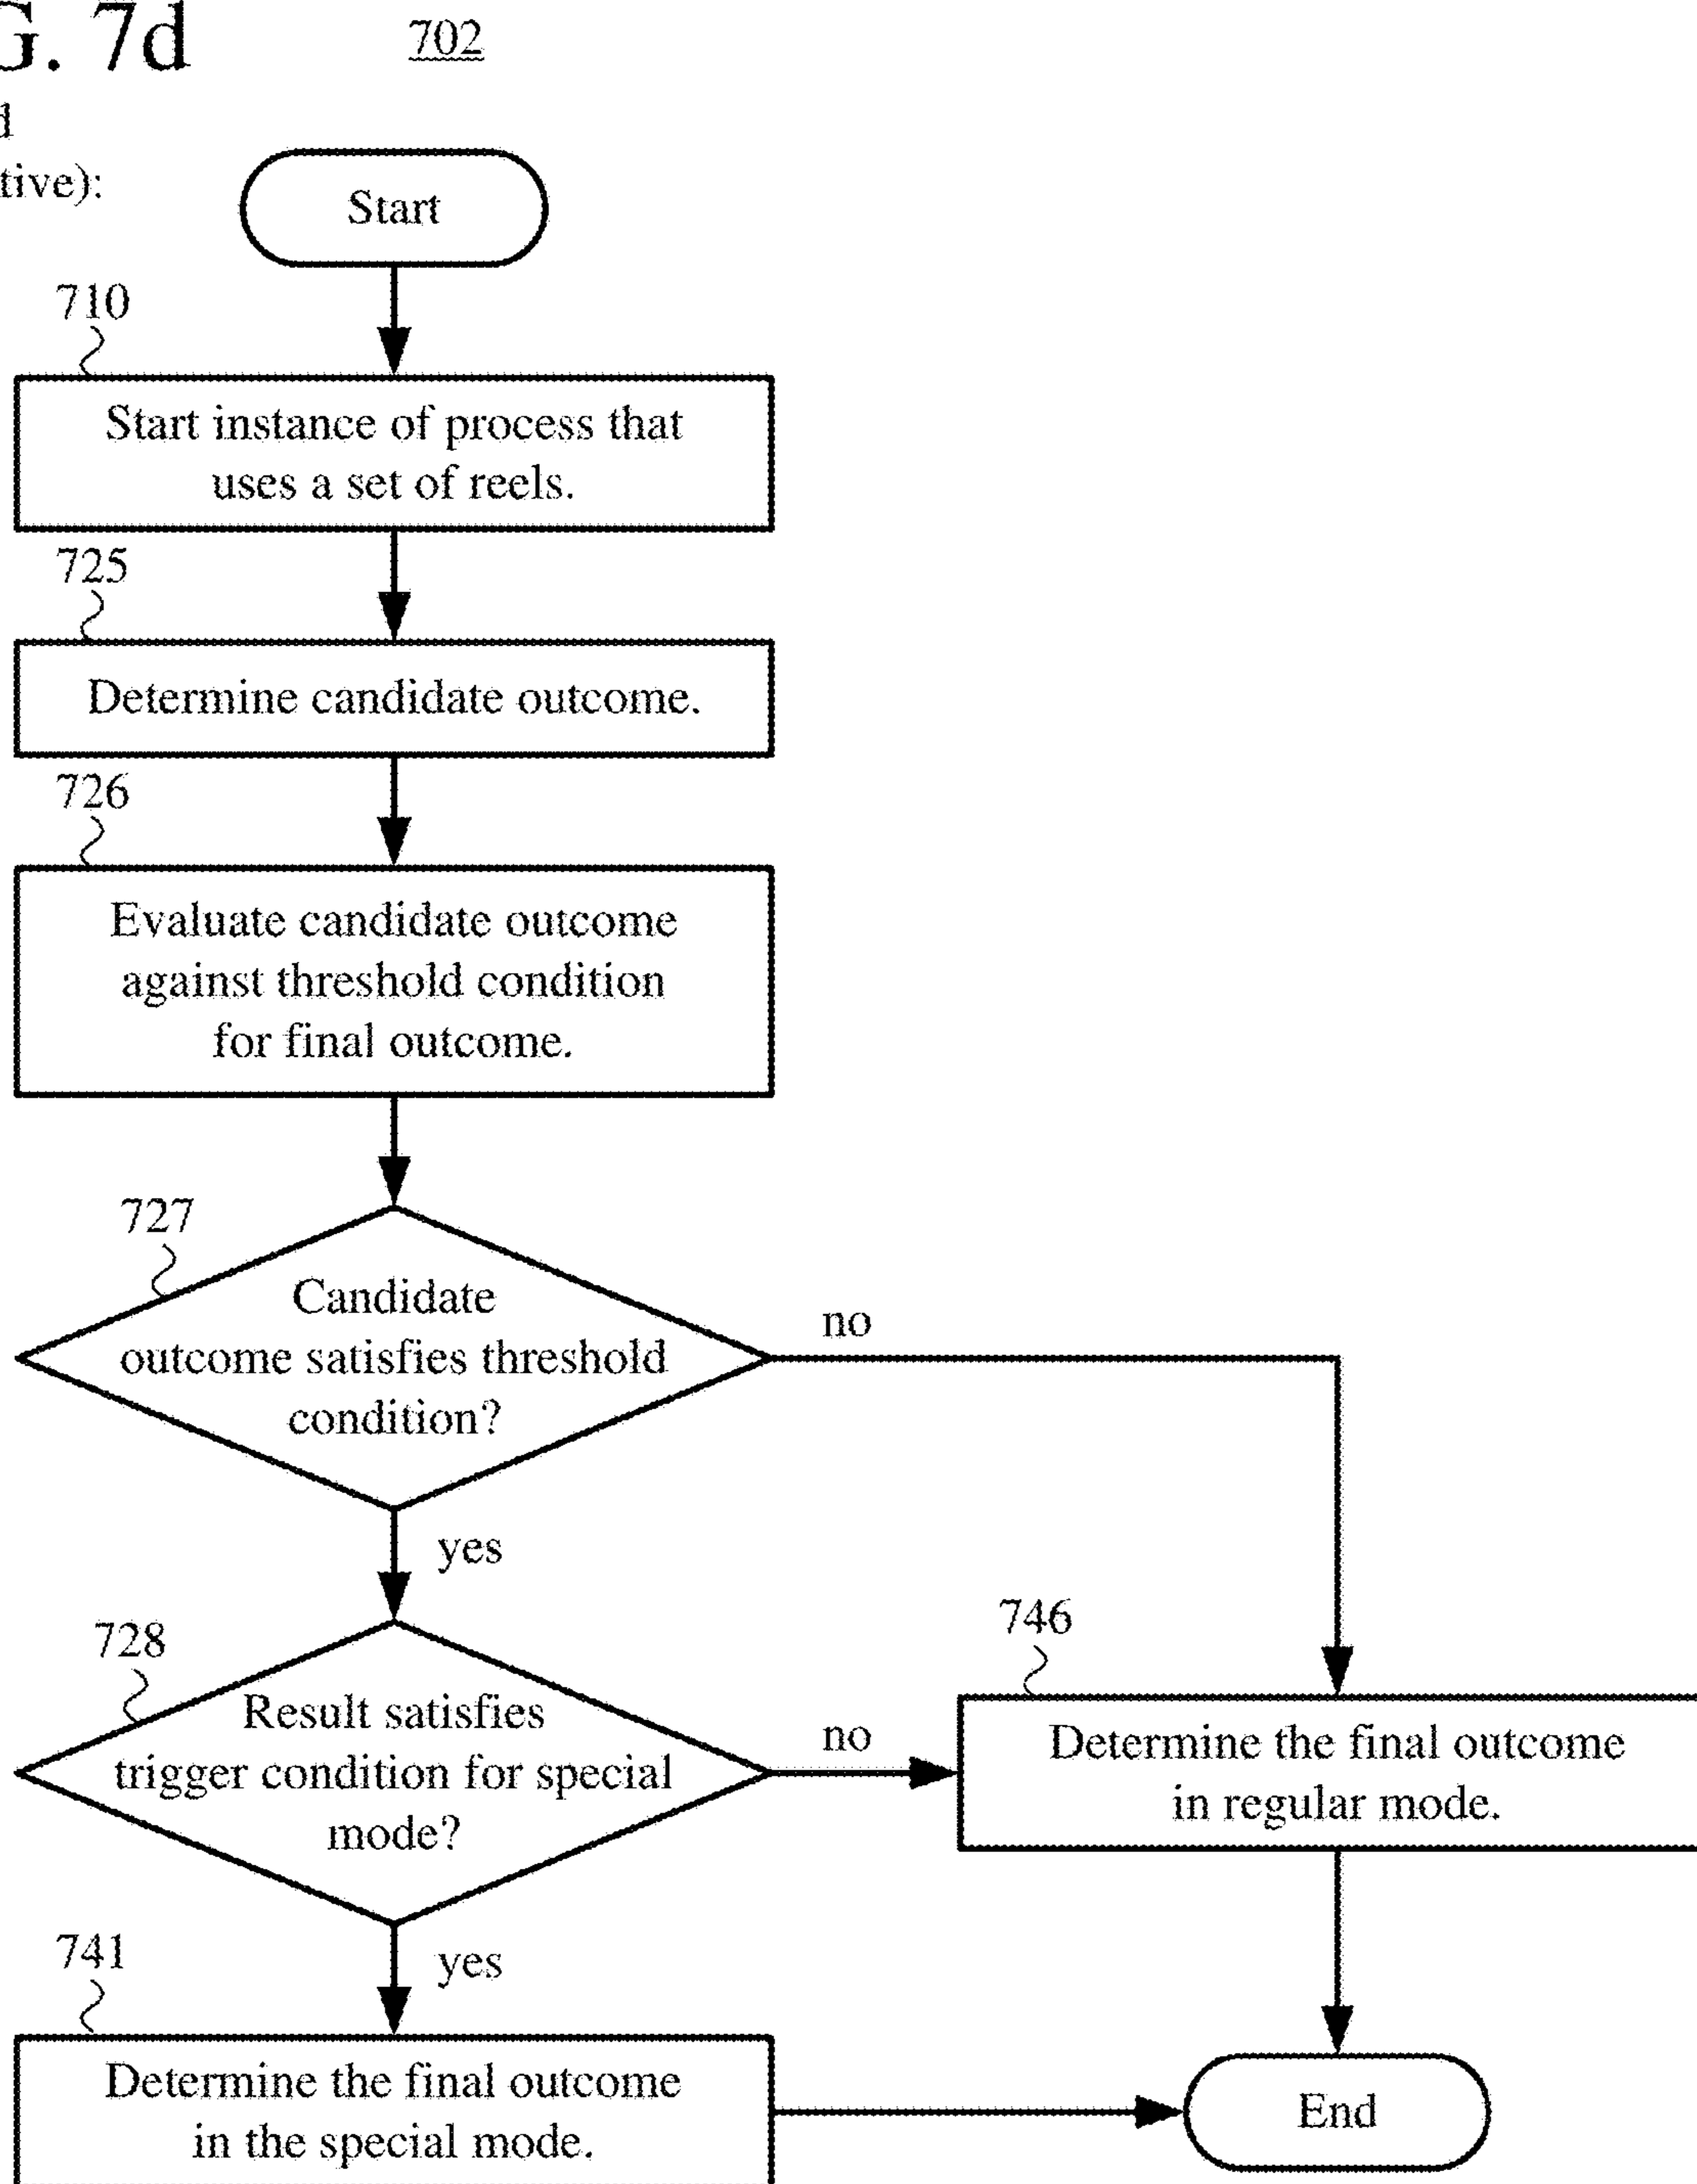 G. 7d
702
d
tive):
Start
710
Start instance of process that
uses a set of reels.
725
Determine candidate outcome.
726
Evaluate candidate outcome
against threshold condition
for final outcome.
727
Candidate
outcome satisfies threshold
condition?
no
yes
728
Result satisfies
trigger condition for special
mode?
no
746
Determine the final outcome
in regular mode.
yes
741
Determine the final outcome
in the special mode.
End